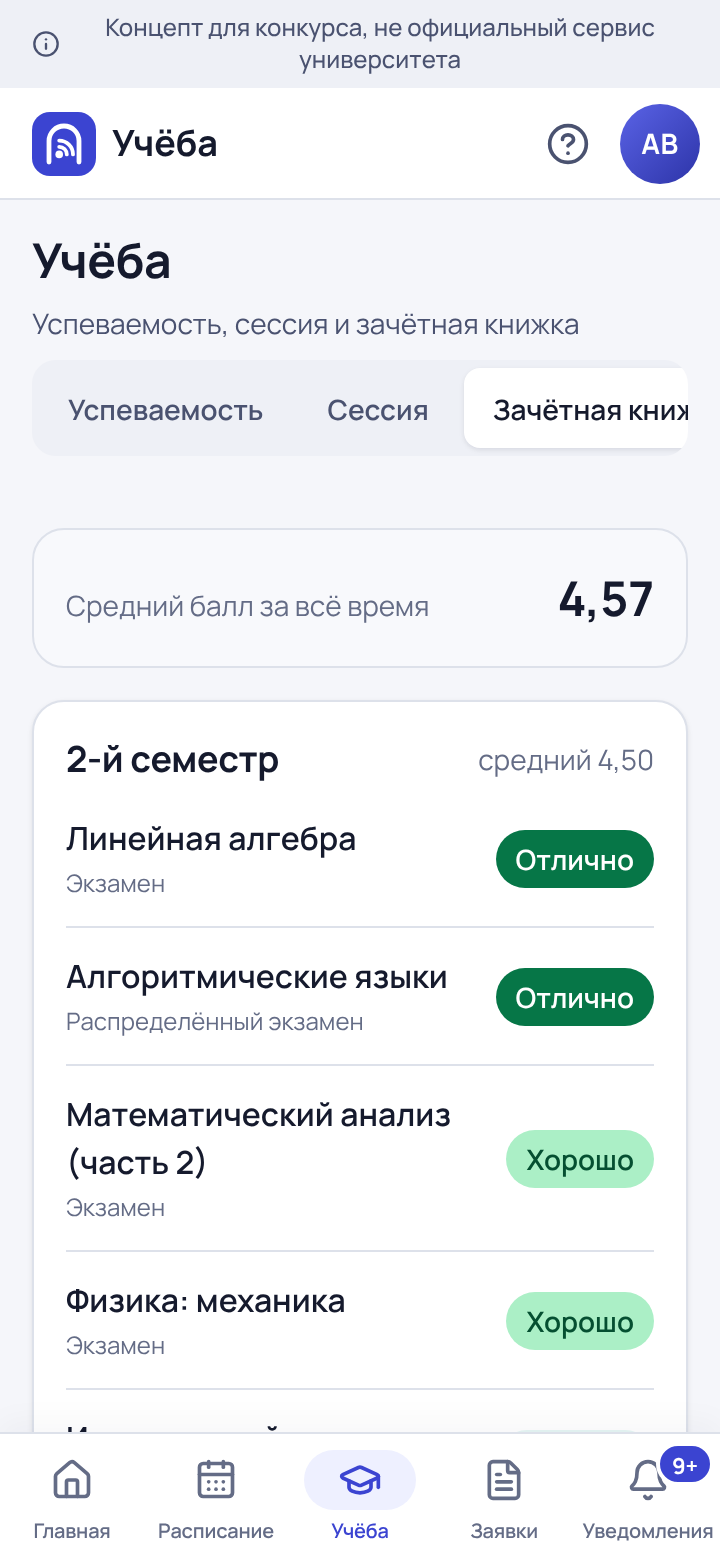 Концепт для конкурса, не официальный сервис
университета
Учёба
АВ
Учёба
Успеваемость, сессия и зачётная книжка
Успеваемость
Сессия
Зачётная
Средний балл за всё время
4,57
2-й семестр
средний 4,50
Линейная алгебра
Экзамен
Отлично
Алгоритмические языки
Распределённый экзамен
Отлично
Математический анализ
(часть 2)
Экзамен
Хорошо
Физика: механика
Экзамен
Хорошо
9+
Главная
Расписание
Учёба
Заявки
Уведомления